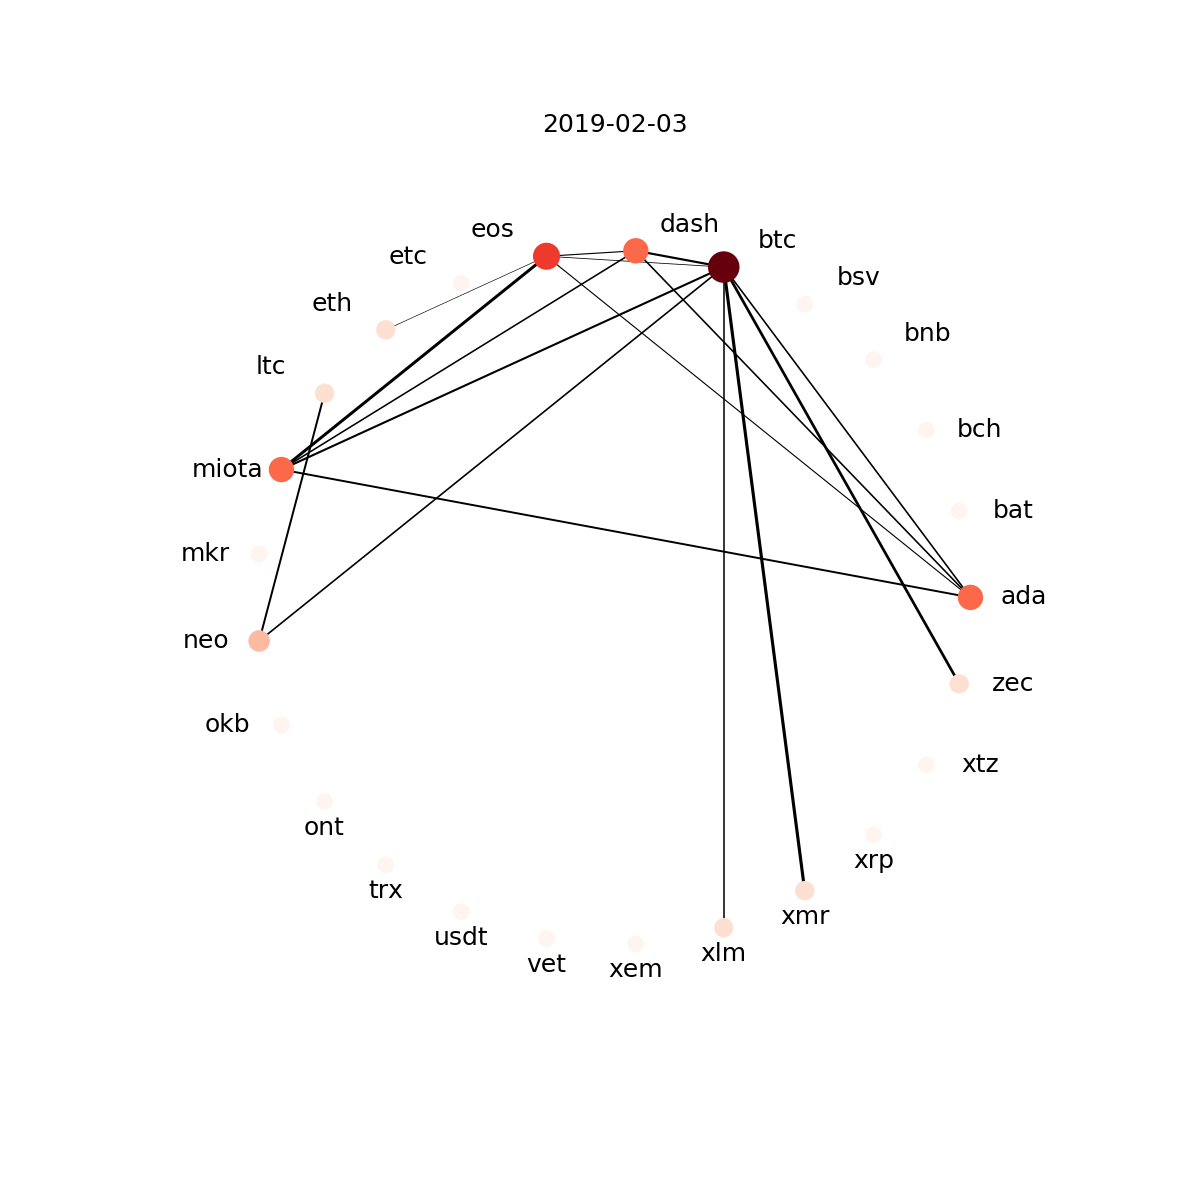 2019-02-03
dash
eos
btc
etc
bsv
eth
bnb
ltc
bch
miota
bat
mkr
ada
neo
zec
okb
xtz
ont
xrp
trx
xmr
usdt
xlm
vet
xem